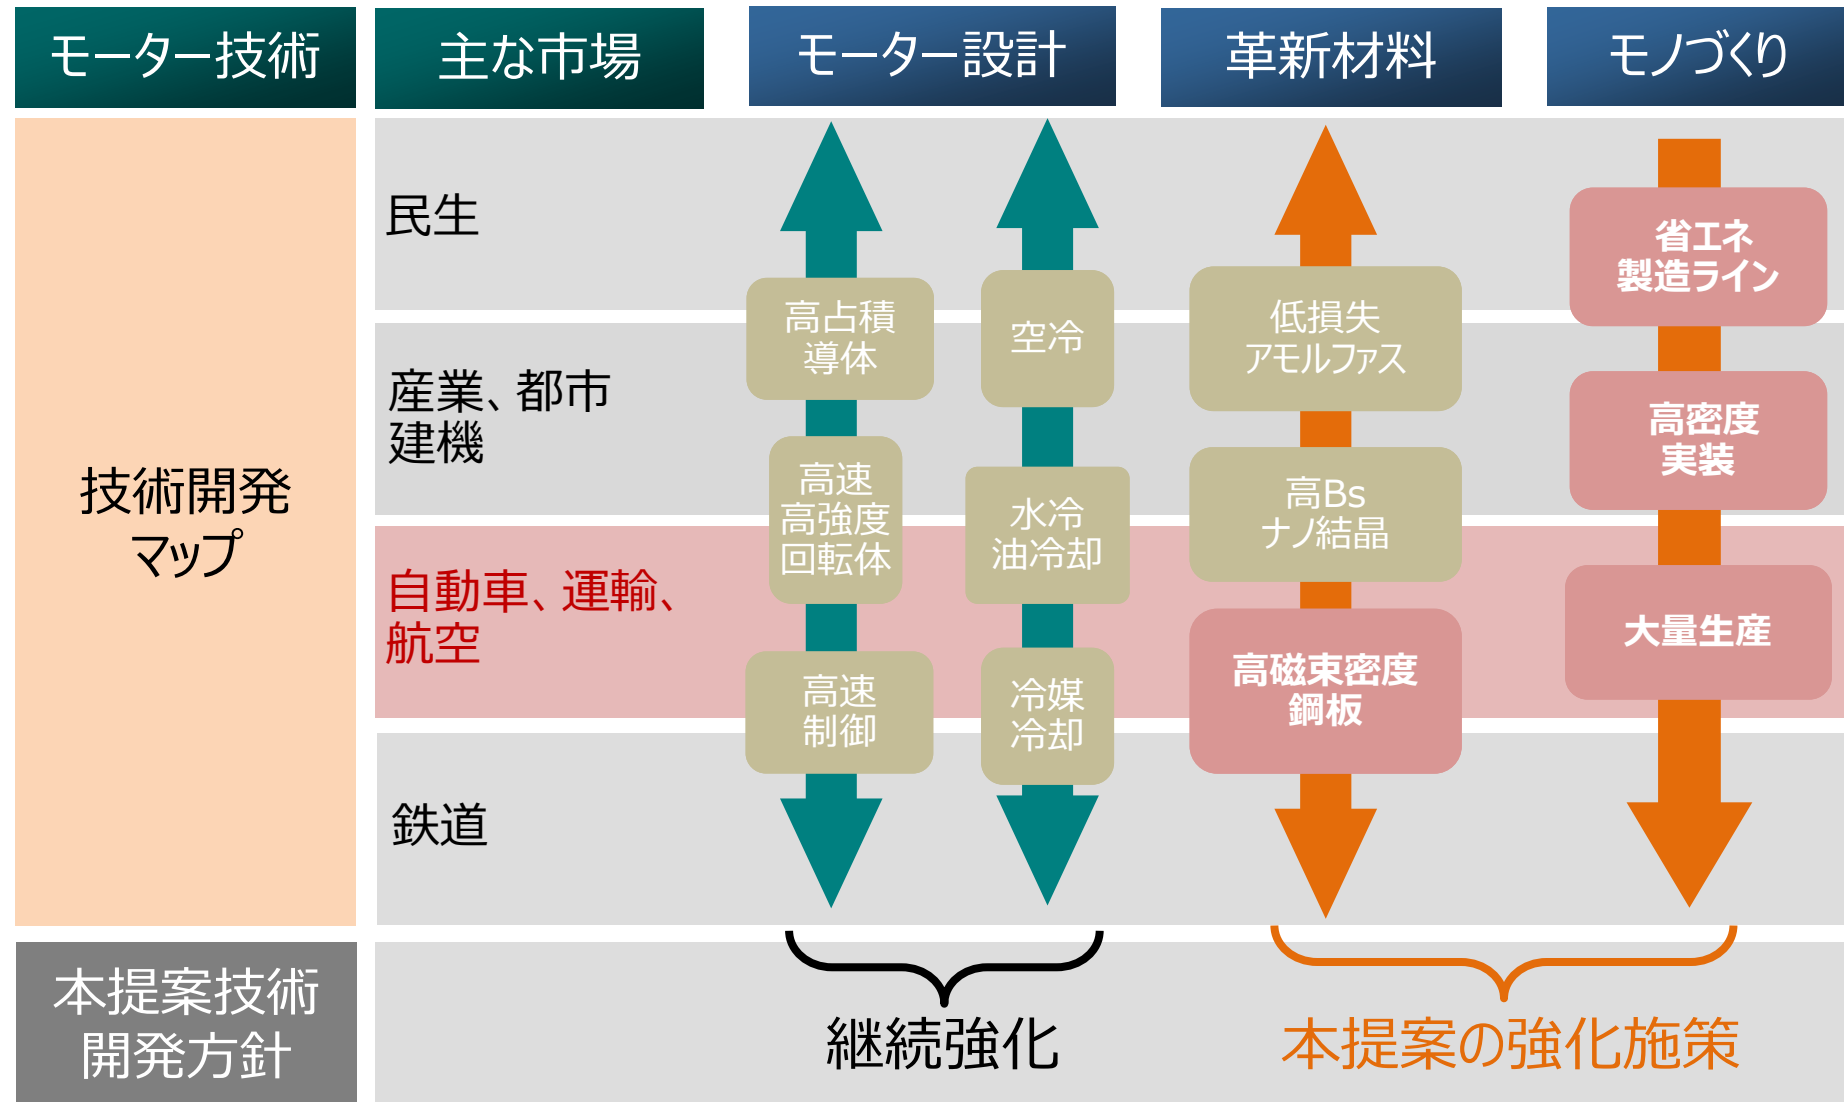 モーター技術
主な市場
モーター設計
革新材料
モノづくり
技術開発
マップ
民生
産業、都市
建機
自動車、運輸、
航空
鉄道
高占積
導体
高速
高強度
回転体
高速
制御
空冷
水冷
油冷却
冷媒
冷却
低損失
アモルファス
高Bs
ナノ結晶
高磁束密度
鋼板
省エネ
製造ライン
高密度
実装
大量生産
本提案技術
開発方針
継続強化
本提案の強化施策